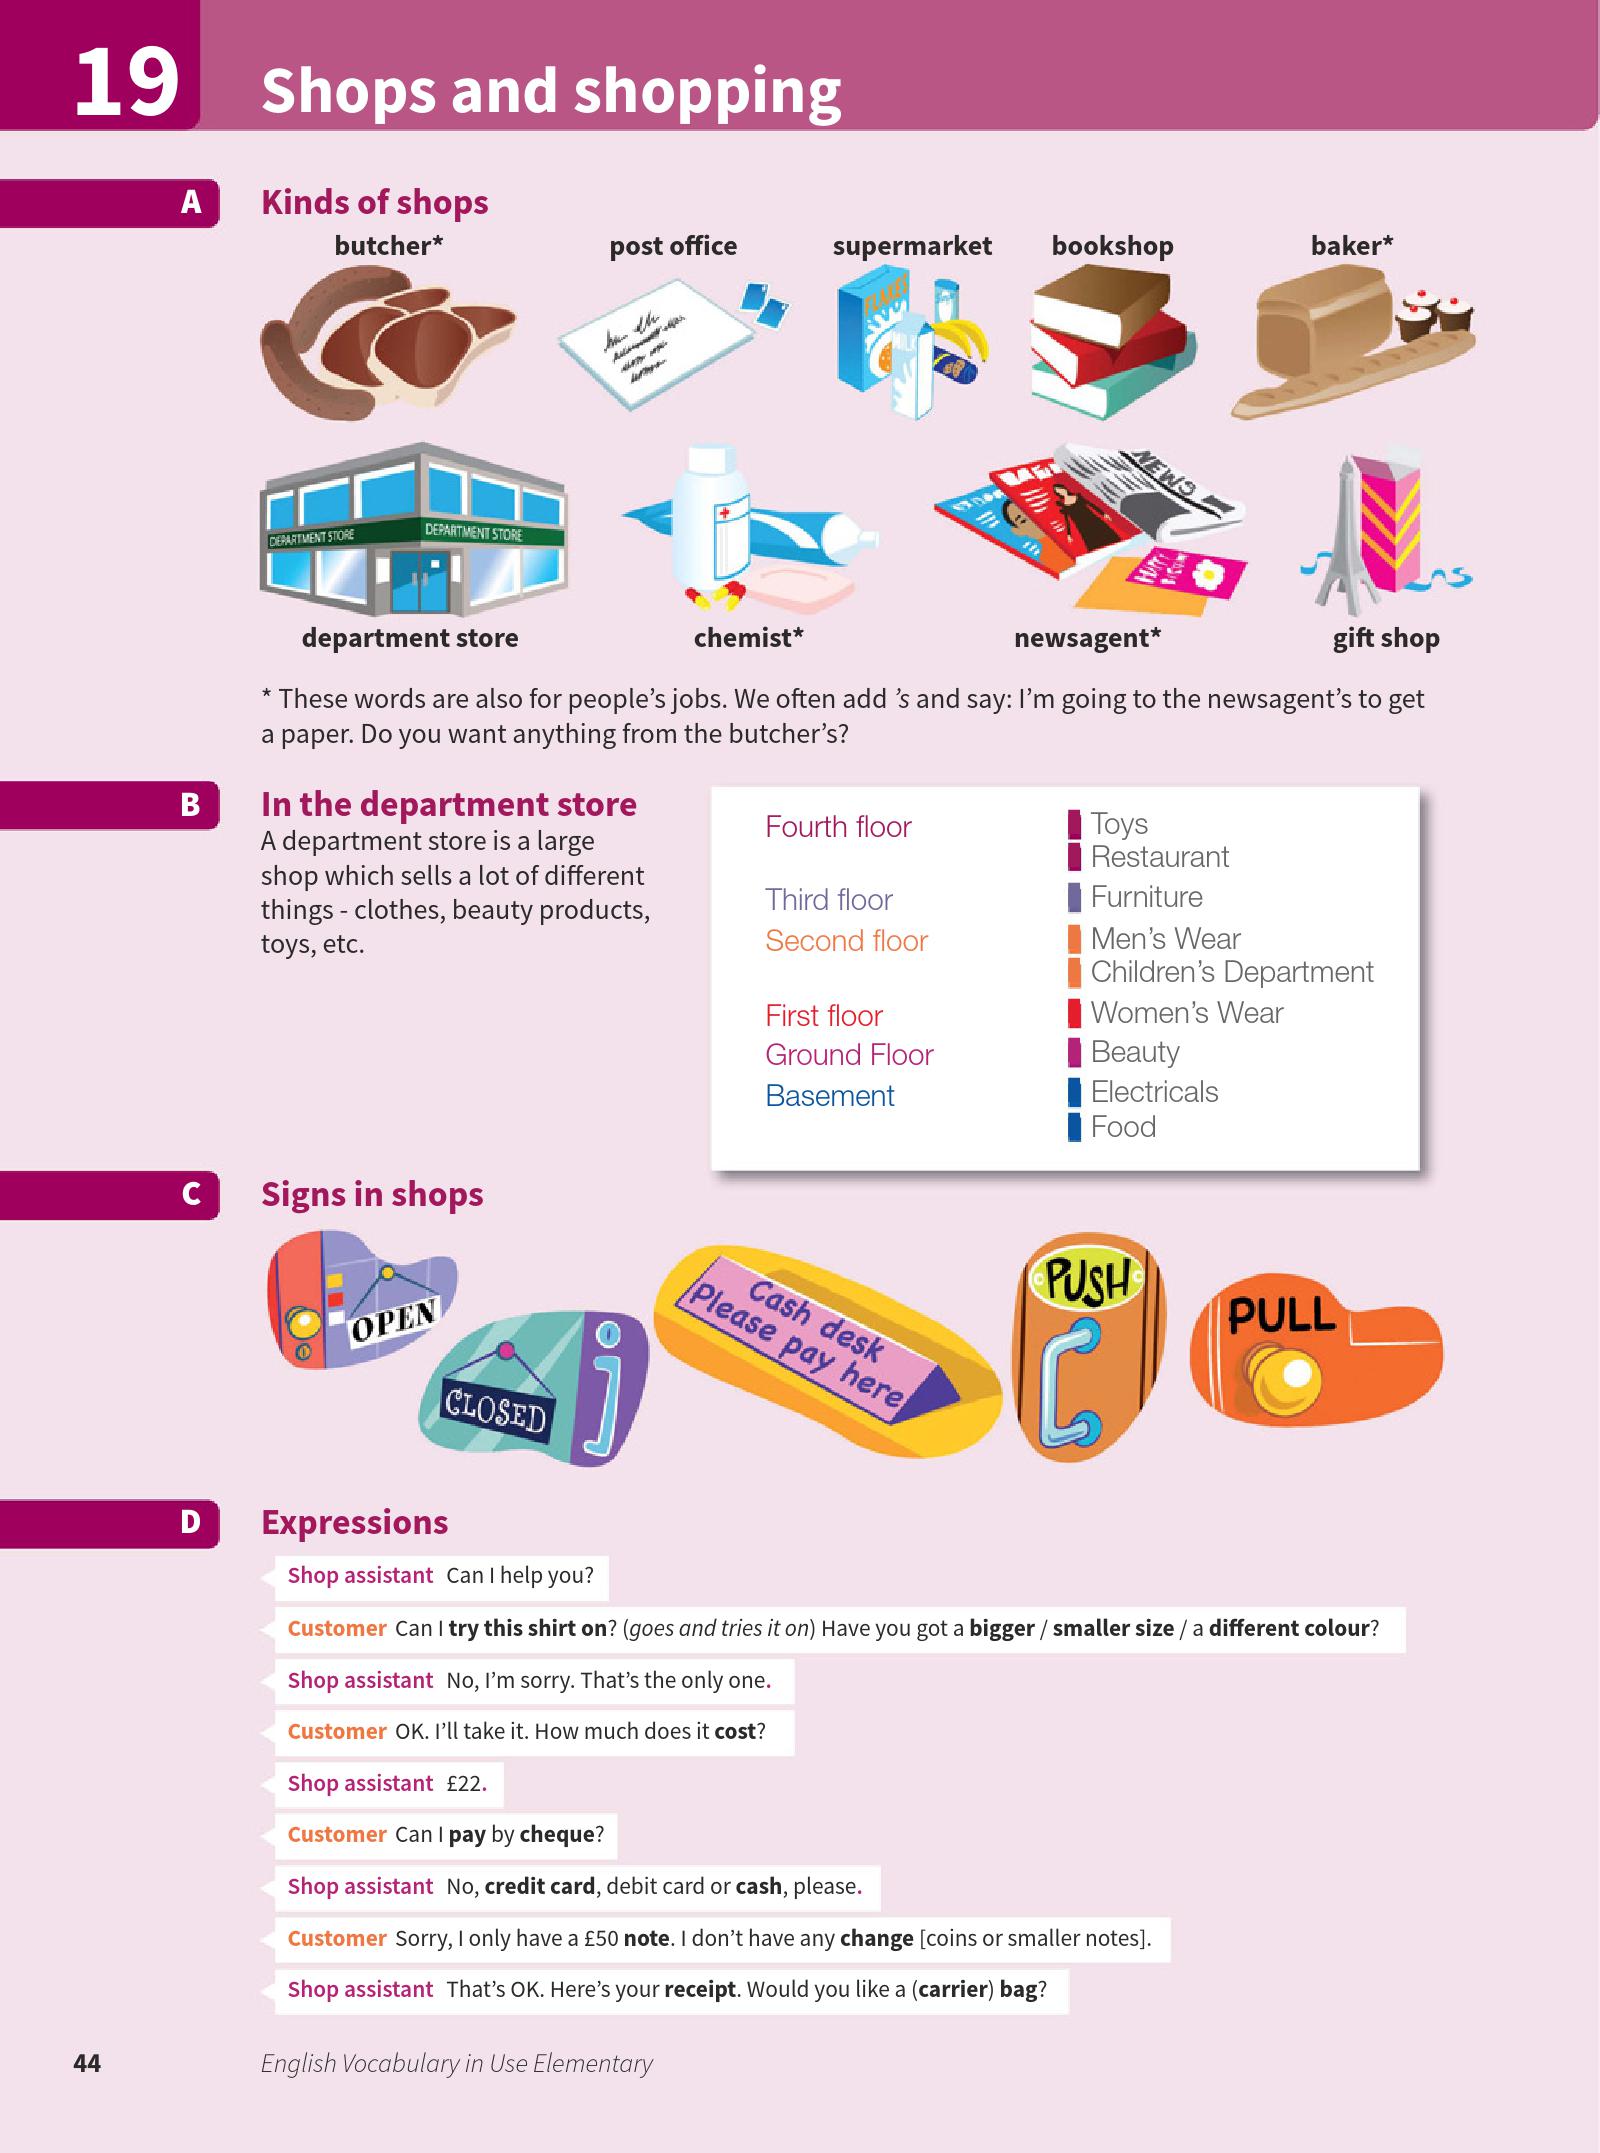 19
Shops and shopping
A
Kinds of shops
butcher*
post office
supermarket
bookshop
baker*
FLAKES
MILK
DEPARTMENT STORE
DEPARTMENT STORE
NEWS
department store
chemist*
newsagent*
gift shop
* These words are also for people's jobs. We often add 's and say: I'm going to the newsagent's to get
a paper. Do you want anything from the butcher's?
B
In the department store
A department store is a large
shop which sells a lot of different
things - clothes, beauty products,
toys, etc.
Fourth floor Toys
Restaurant
Third floor Furniture
Second floor Men's Wear
Children's Department
First floor Women's Wear
Ground Floor Beauty
Basement Electricals
Food
C
Signs in shops
OPEN
CLOSED
Cash desk
Please pay here
PUSH
PULL
D
Expressions
Shop assistant Can I help you?
Customer Can I try this shirt on? (goes and tries it on) Have you got a bigger / smaller size / a different colour?
Shop assistant No, I'm sorry. That's the only one.
Customer OK. I'll take it. How much does it cost?
Shop assistant £22.
Customer Can I pay by cheque?
Shop assistant No, credit card, debit card or cash, please.
Customer Sorry, I only have a £50 note. I don't have any change [coins or smaller notes].
Shop assistant That's OK. Here's your receipt. Would you like a (carrier) bag?
44
English Vocabulary in Use Elementary